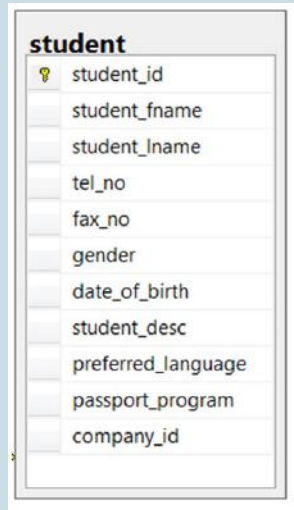 student
student_id
student_fname
student_lname
tel_no
fax_no
gender
date_of_birth
student_desc
preferred_language
passport_program
company_id